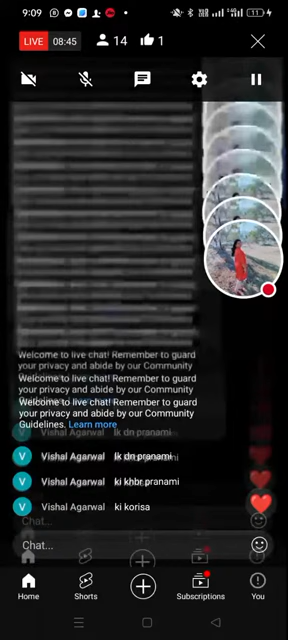 9:09
LIVE 08:45 14 1
Welcome to live chat! Remember to guard
your privacy and abide by our Community
Welcome to live chat! Remember to guard
your privacy and abide by our Community
Welcome to live chat! Remember to guard
your privacy and abide by our Community
Guidelines. Learn more
Vishal Agarwal lk dn pranami
V Vishal Agarwal lk dn pranami
V Vishal Agarwal ki khbr pranami
V Vishal Agarwal ki korisa
Chat...
Chat...
Home Shorts Subscriptions You